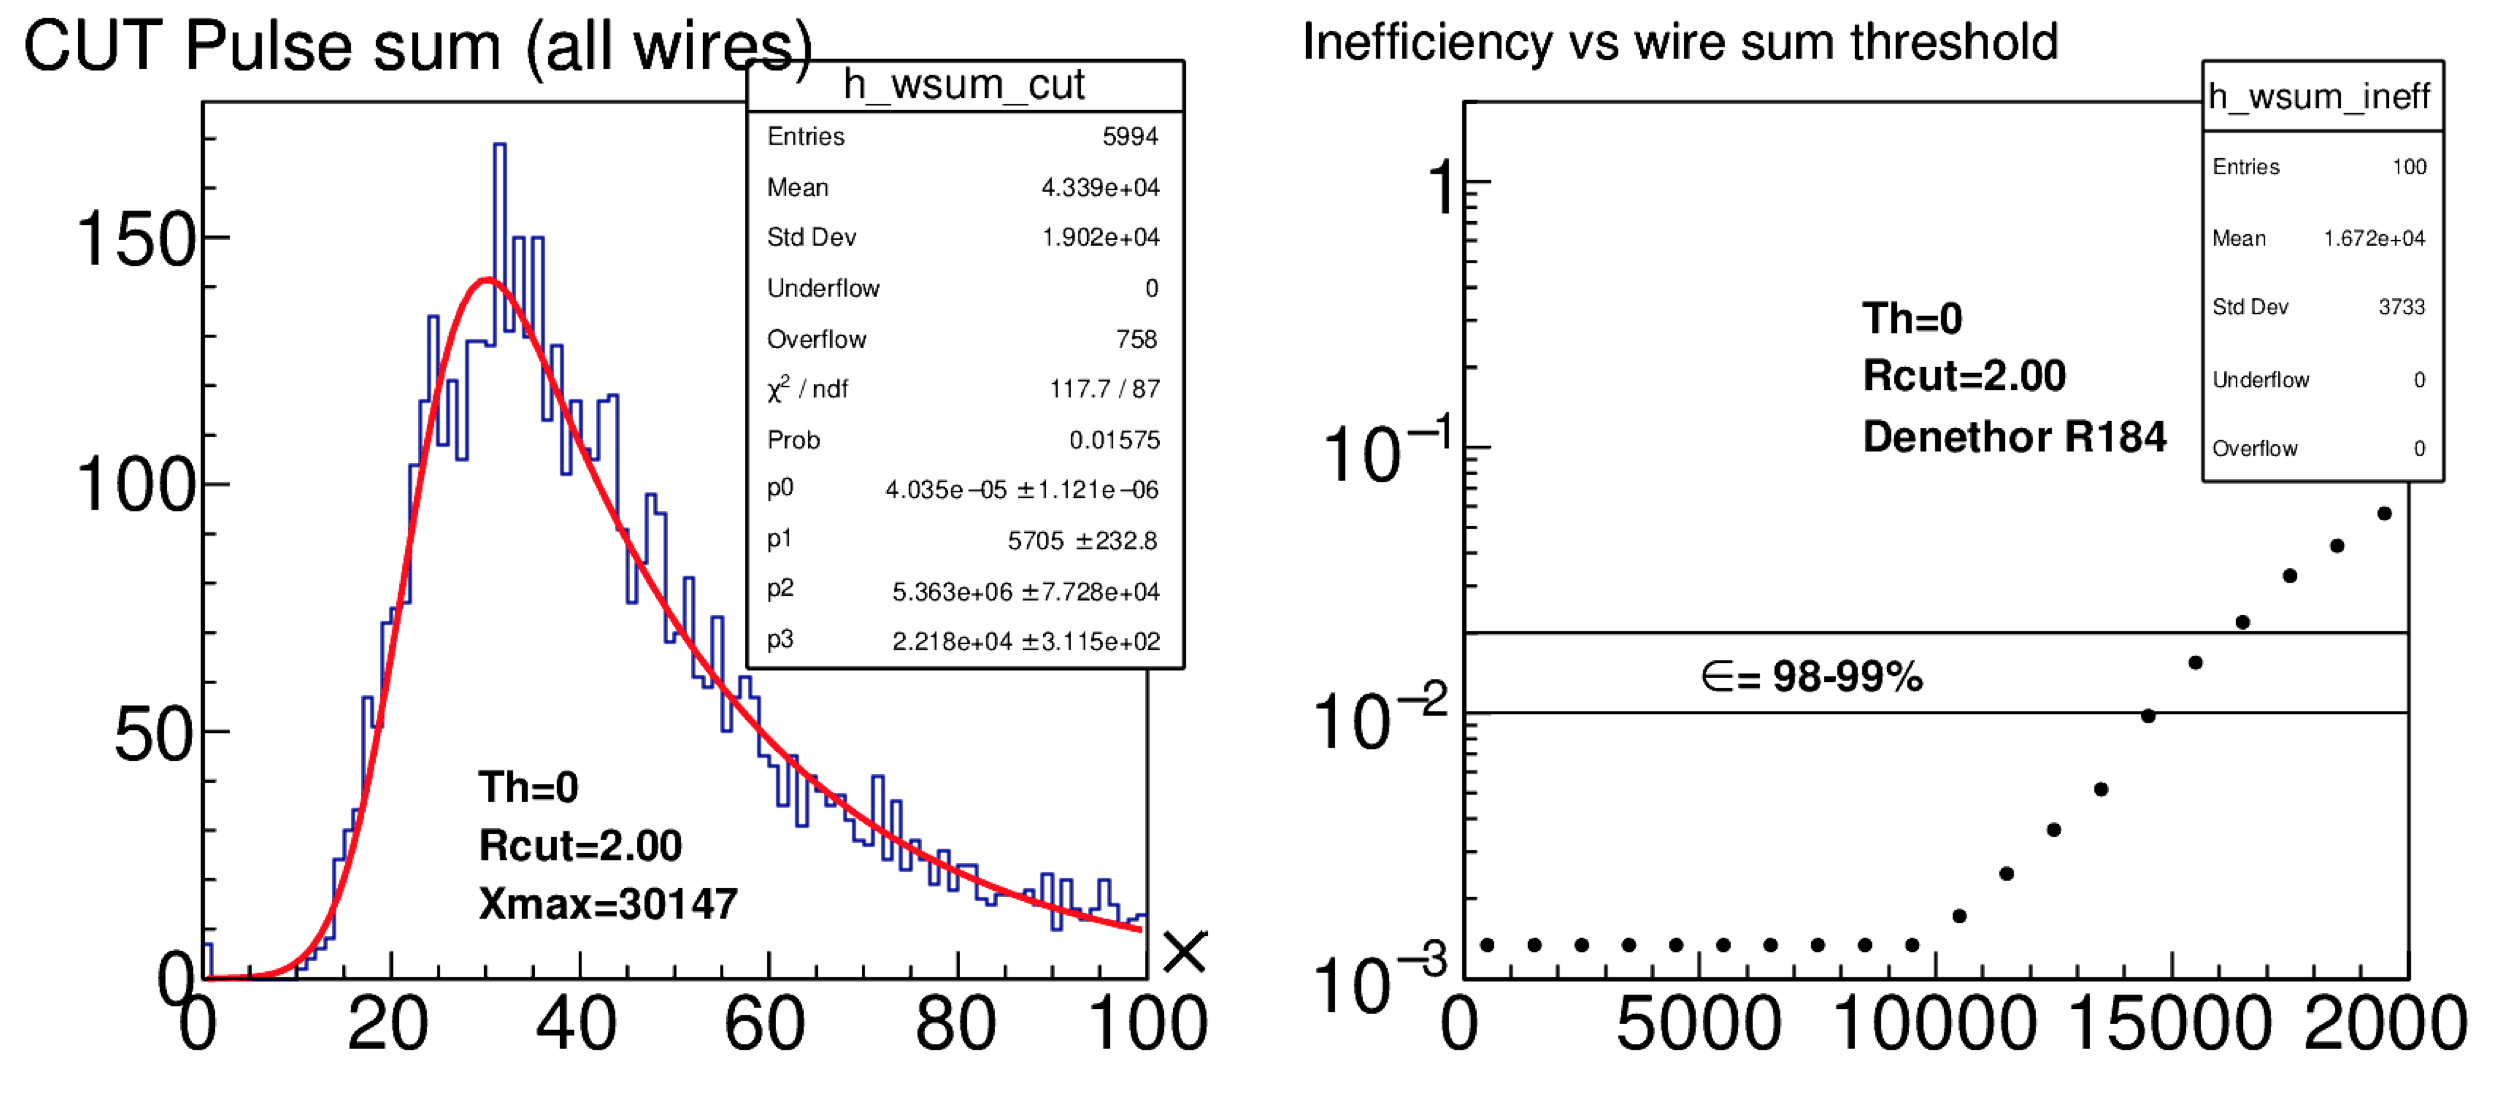 CUT Pulse sum (all wires)
h_wsum_cut
Entries 5994
Mean 4.339e+04
Std Dev 1.902e+04
Underflow 0
Overflow 758
χ² / ndf 117.7 / 87
Prob 0.01575
p0 4.035e−05 ±1.121e−06
p1 5705 ±232.8
p2 5.363e+06 ±7.728e+04
p3 2.218e+04 ±3.115e+02
150
100
50
0
Th=0
Rcut=2.00
Xmax=30147
0 20 40 60 80 100
×
Inefficiency vs wire sum threshold
h_wsum_ineff
Entries 100
Mean 1.672e+04
Std Dev 3733
Underflow 0
Overflow 0
1
10⁻¹
10⁻²
10⁻³
Th=0
Rcut=2.00
Denethor R184
∈= 98-99%
0 5000 10000 15000 2000